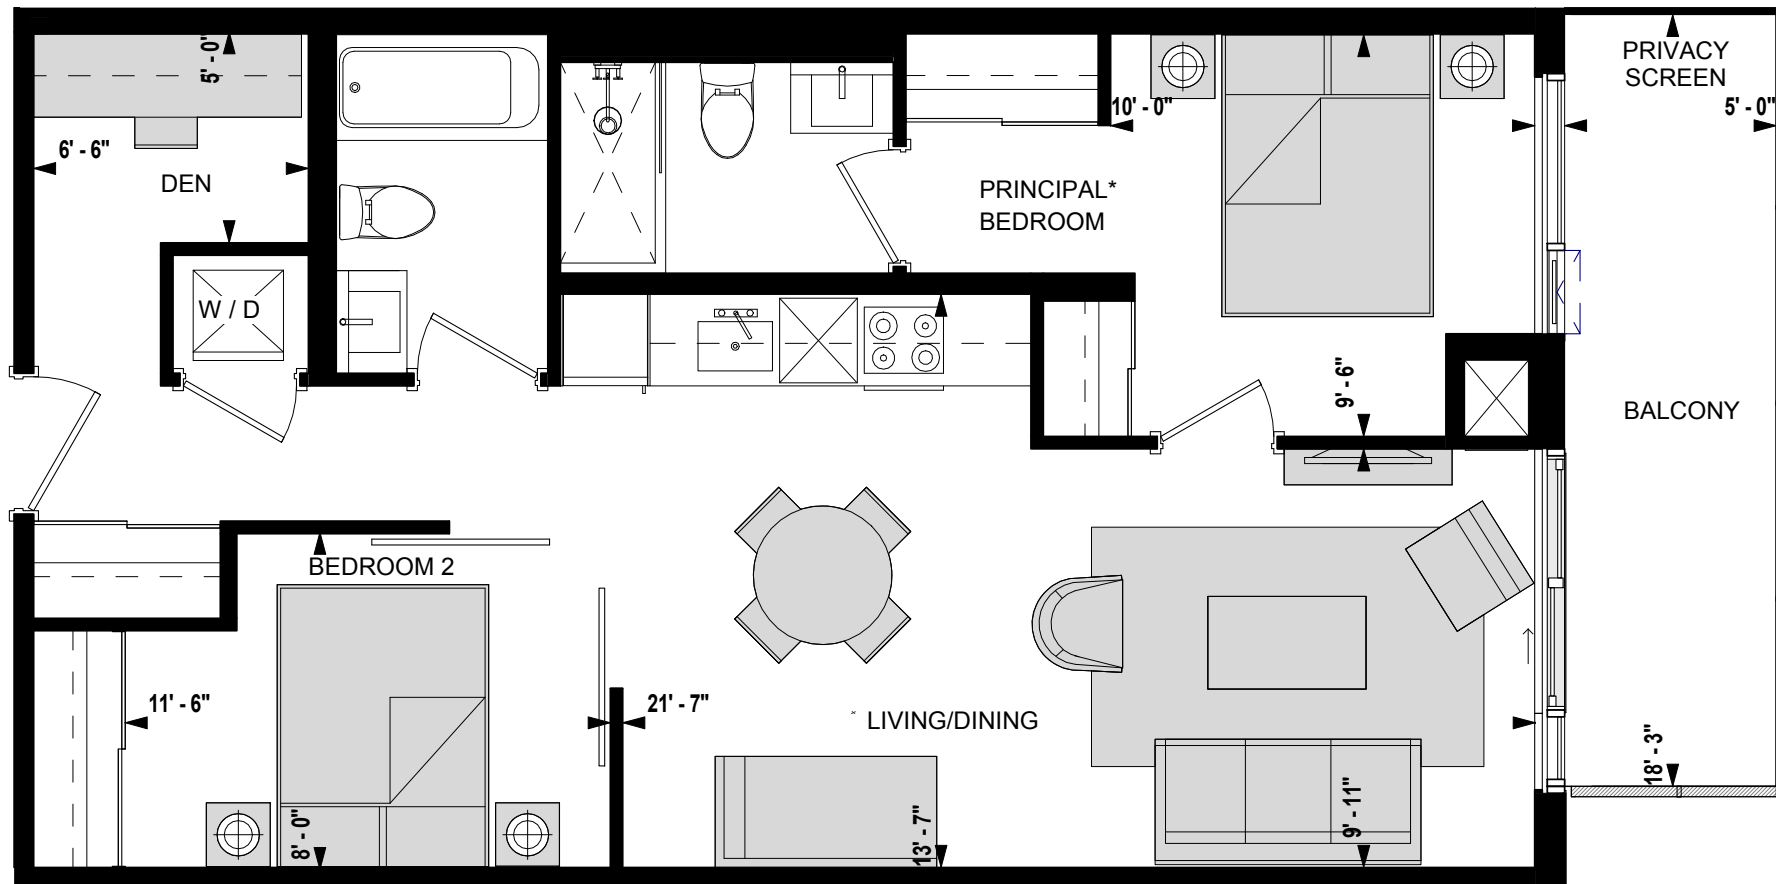 5' - 0"
6' - 6"
DEN
W / D
10' - 0"
PRINCIPAL*
BEDROOM
PRIVACY
SCREEN
5' - 0"
9' - 6"
BALCONY
BEDROOM 2
11' - 6"
21' - 7"
LIVING/DINING
8' - 0"
13' - 7"
9' - 11"
18' - 3"